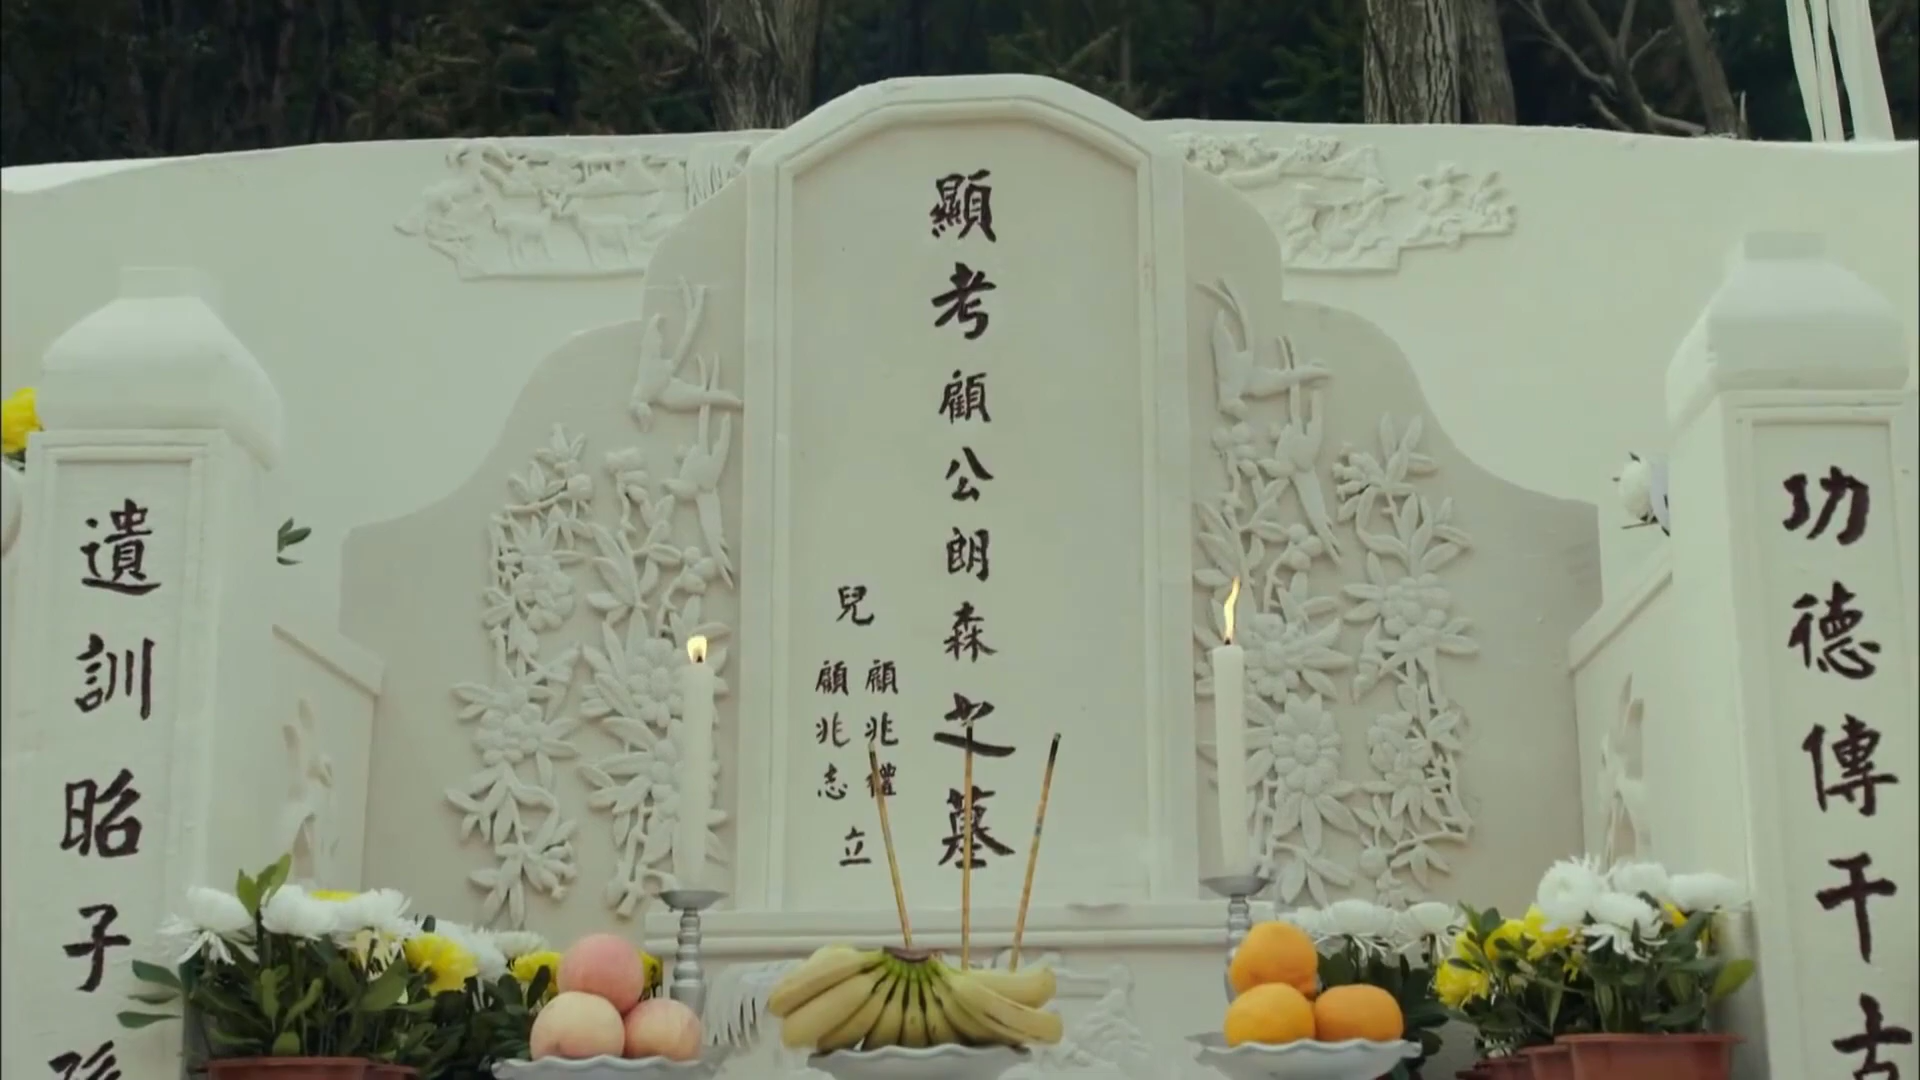 功德傳千古
顯考顧公朗森之墓
兒
顧兆禮
顧兆志
立
遺訓昭子孫